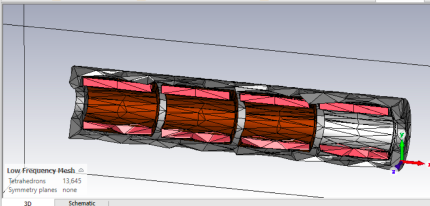 Low Frequency Mesh
Tetrahedrons 13,645
Symmetry planes none
3D Schematic